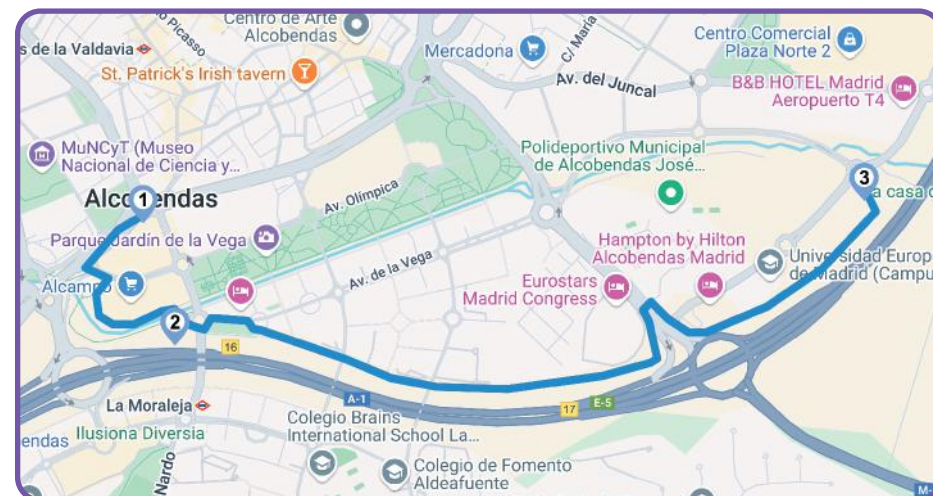 Centro de Arte
Alcobendas
Picasso
s de la Valdavia
St. Patrick's Irish tavern
Mercadona
C/ María
Av. del Juncal
Centro Comercial
Plaza Norte 2
B&B HOTEL Madrid
Aeropuerto T4
MuNCyT (Museo
Nacional de Ciencia y...
Polideportivo Municipal
de Alcobendas José...
1
Alcobendas
Av. Olímpica
3
a casa d
Parque Jardín de la Vega
Alcampo
Av. de la Vega
Hampton by Hilton
Alcobendas Madrid
Universidad Europ
de Madrid (Campu
Eurostars
Madrid Congress
2
16
A-1
17
E-5
La Moraleja
endas
Ilusiona Diversia
Nardo
Colegio Brains
International School La...
Colegio de Fomento
Aldeafuente
M-